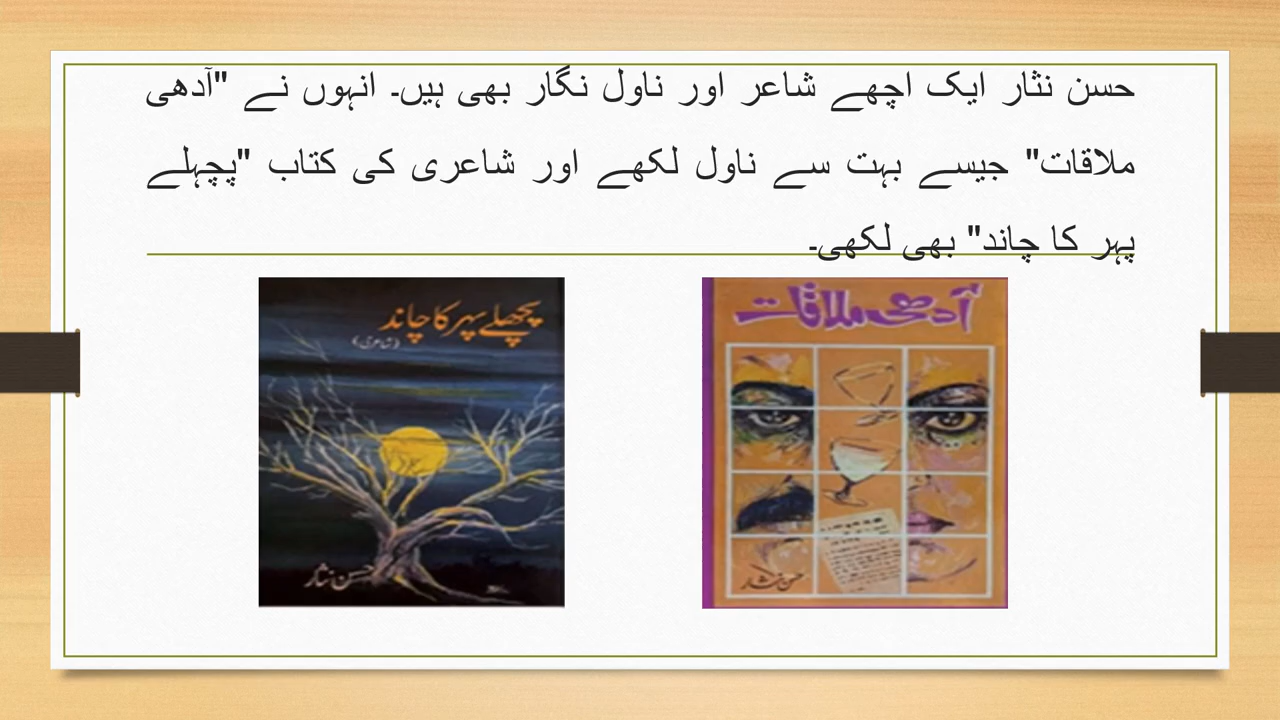 حسن نثار ایک اچھے شاعر اور ناول نگار بھی ہیں۔ انہوں نے "آدھی
ملاقات" جیسے بہت سے ناول لکھے اور شاعری کی کتاب "پچہلے
پہر کا چاند" بھی لکھی۔
آدھی ملاقات
حسن نثار
پچھلے پہر کا چاند
(شاعری)
حسن نثار